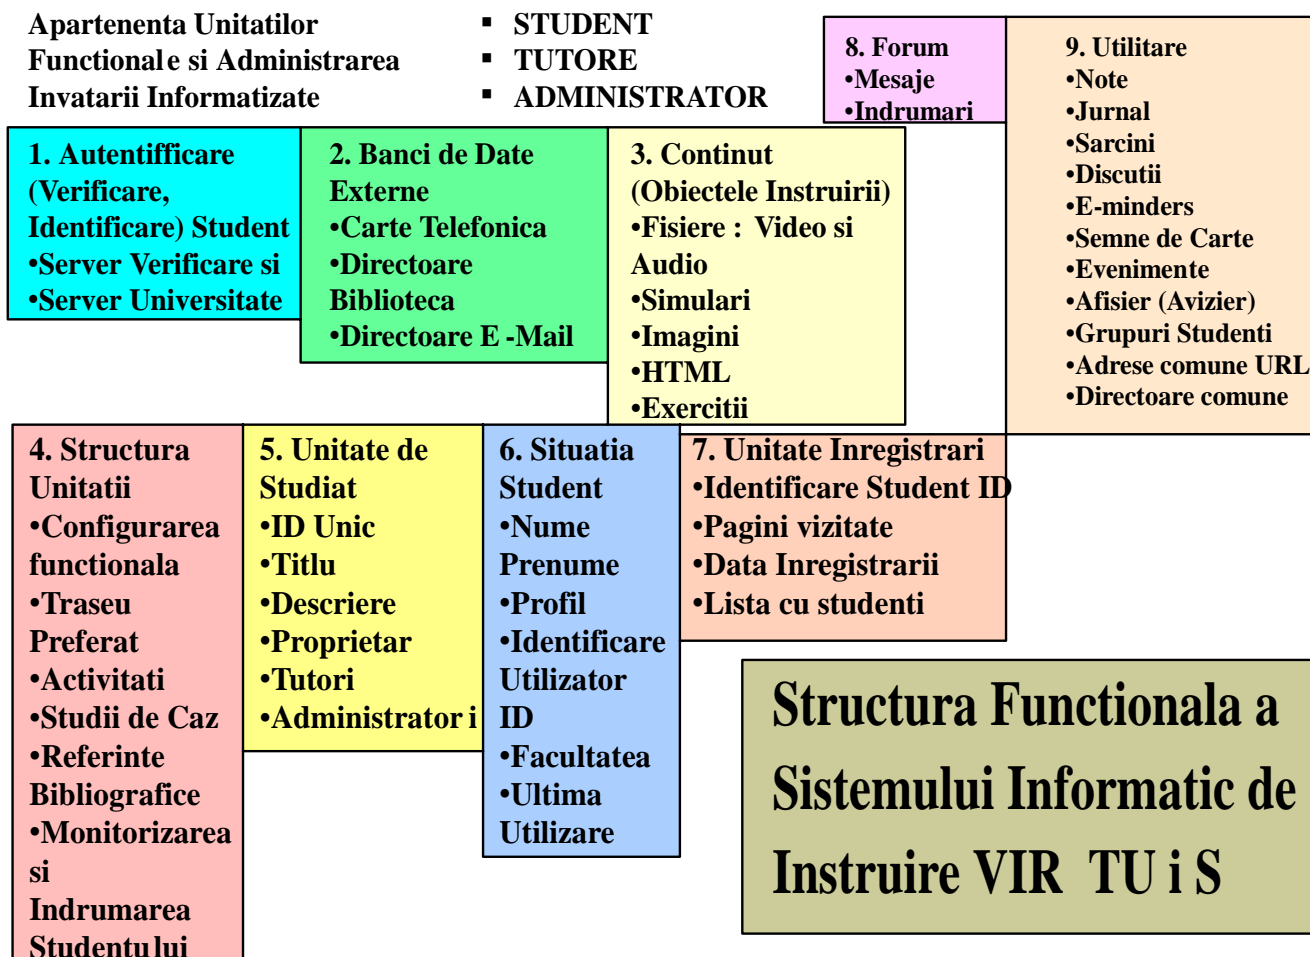 Apartenenta Unitatilor
Functionale si Administrarea
Invatarii Informatizate
▪ STUDENT
▪ TUTORE
▪ ADMINISTRATOR
8. Forum
•Mesaje
•Indrumari
9. Utilitare
•Note
•Jurnal
•Sarcini
•Discutii
•E-minders
•Semne de Carte
•Evenimente
•Afisier (Avizier)
•Grupuri Studenti
•Adrese comune URL
•Directoare comune
1. Autentifficare
(Verificare,
Identificare) Student
•Server Verificare si
•Server Universitate
2. Banci de Date
Externe
•Carte Telefonica
•Directoare
Biblioteca
•Directoare E -Mail
3. Continut
(Obiectele Instruirii)
•Fisiere : Video si
Audio
•Simulari
•Imagini
•HTML
•Exercitii
4. Structura
Unitatii
•Configurarea
functionala
•Traseu
Preferat
•Activitati
•Studii de Caz
•Referinte
Bibliografice
•Monitorizarea
si
Indrumarea
Studentului
5. Unitate de
Studiat
•ID Unic
•Titlu
•Descriere
•Proprietar
•Tutori
•Administrator i
6. Situatia
Student
•Nume
Prenume
•Profil
•Identificare
Utilizator
ID
•Facultatea
•Ultima
Utilizare
7. Unitate Inregistrari
•Identificare Student ID
•Pagini vizitate
•Data Inregistrarii
•Lista cu studenti
Structura Functionala a
Sistemului Informatic de
Instruire VIR TU i S